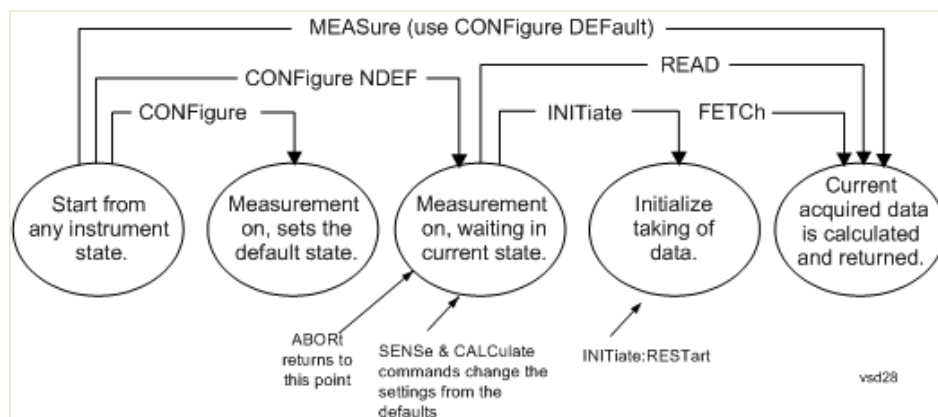 MEASure (use CONFigure DEFault)
CONFigure NDEF
READ
CONFigure
INITiate
FETCh
Start from
any instrument
state.
Measurement
on, sets the
default state.
Measurement
on, waiting in
current state.
Initialize
taking of
data.
Current
acquired data
is calculated
and returned.
ABORt
returns to
this point
SENSe & CALCulate
commands change the
settings from the
defaults
INITiate:RESTart
vsd28